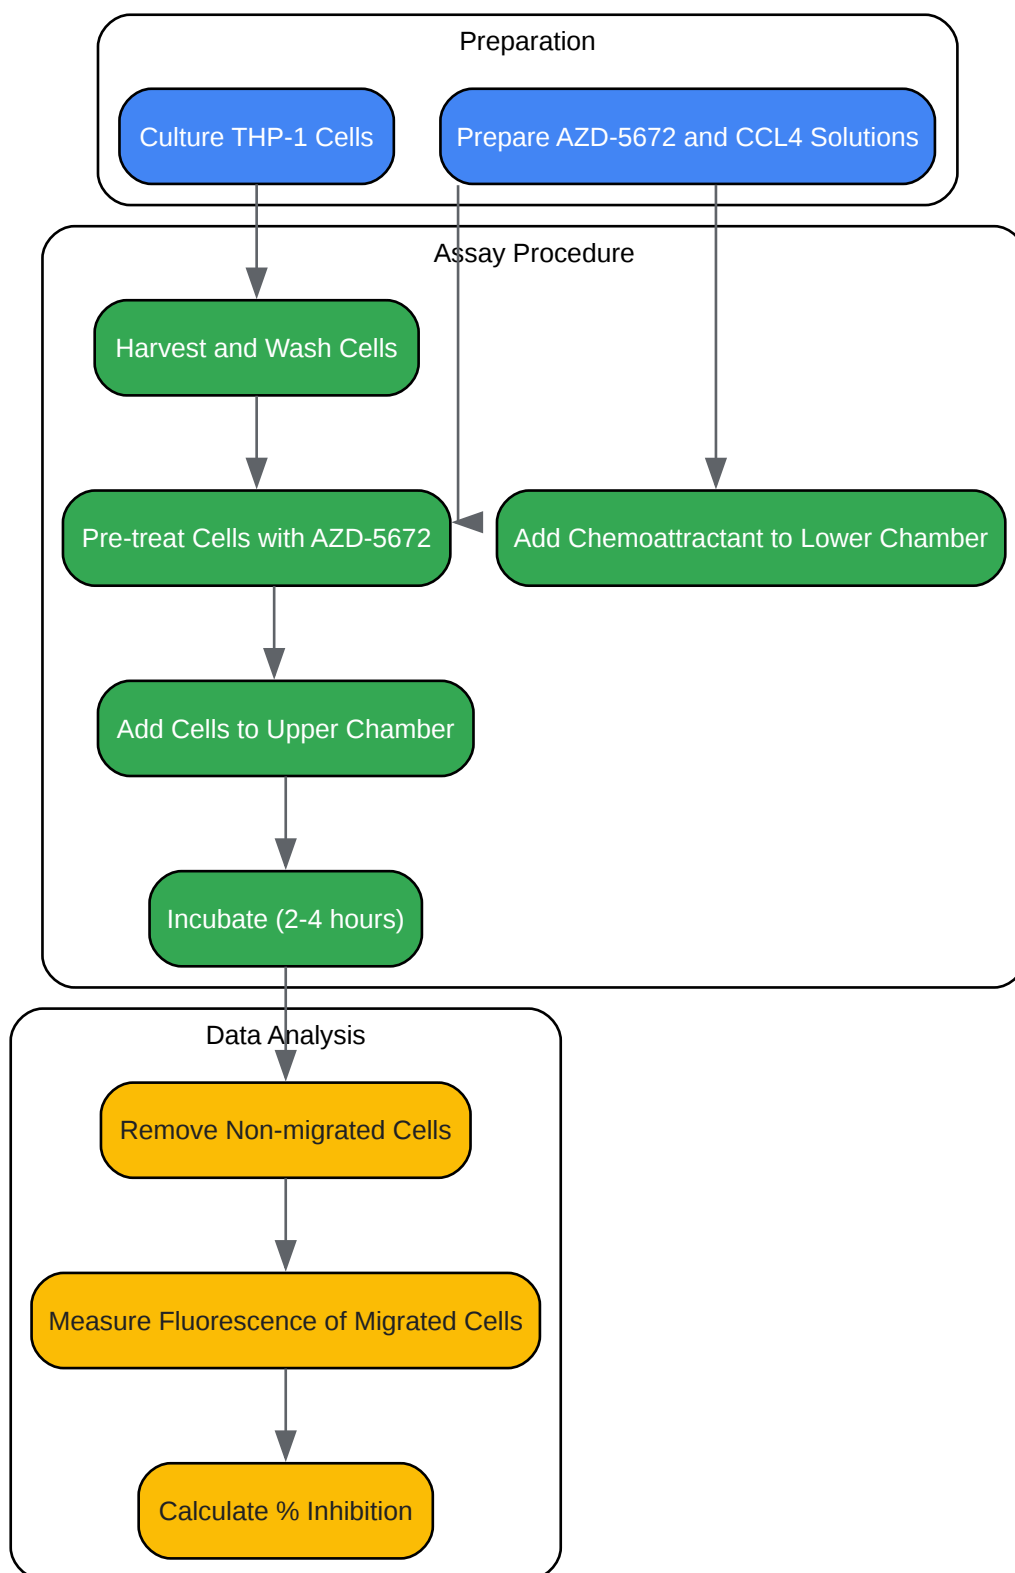 Preparation
Culture THP-1 Cells
Prepare AZD-5672 and CCL4 Solutions
Assay Procedure
Harvest and Wash Cells
Pre-treat Cells with AZD-5672
Add Chemoattractant to Lower Chamber
Add Cells to Upper Chamber
Incubate (2-4 hours)
Data Analysis
Remove Non-migrated Cells
Measure Fluorescence of Migrated Cells
Calculate % Inhibition